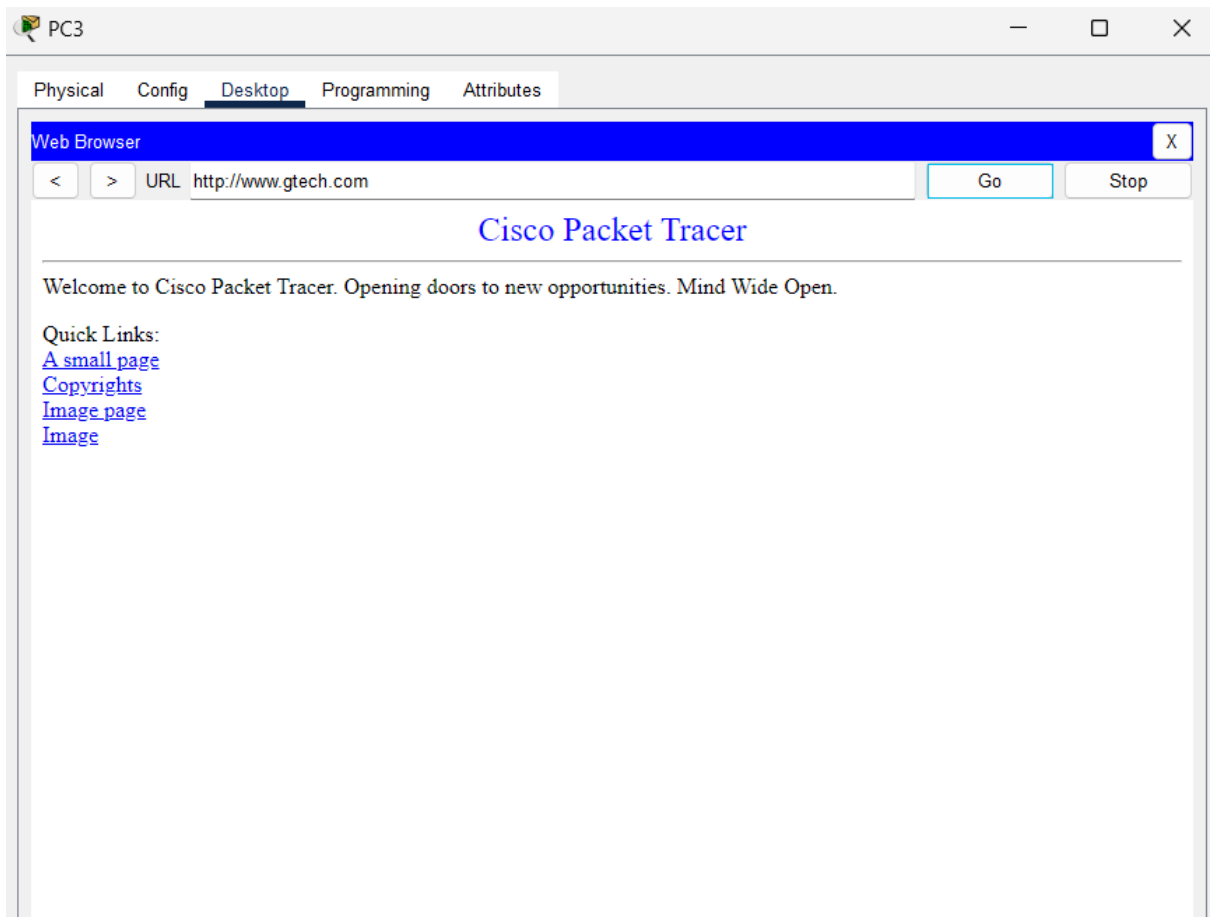 PC3
Physical Config Desktop Programming Attributes
Web Browser X
< > URL http://www.gtech.com Go Stop
Cisco Packet Tracer
Welcome to Cisco Packet Tracer. Opening doors to new opportunities. Mind Wide Open.
Quick Links:
A small page
Copyrights
Image page
Image